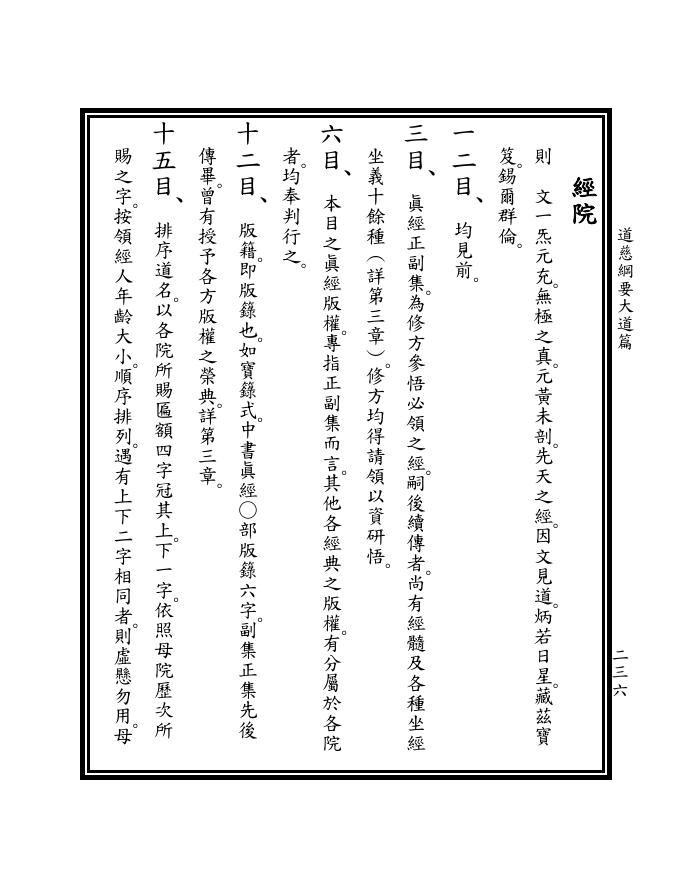 道慈綱要大道篇
二三六
經院
則　文一炁元充。無極之真。元黃未剖。先天之經。因文見道。炳若日星。藏茲寶
笈。錫爾群倫。
一二目、均見前。
三目、眞經正副集。為修方參悟必領之經。嗣後續傳者。尚有經髓及各種坐經
坐義十餘種（詳第三章）。修方均得請領以資研悟。
六目、本目之眞經版權。專指正副集而言。其他各經典之版權。有分屬於各院
者。均奉判行之。
十二目、版籍。即版籙也。如寶籙式。中書眞經〇部版籙六字。副集正集先後
傳畢。曾有授予各方版權之榮典。詳第三章。
十五目、排序道名。以各院所賜匾額四字冠其上。下一字。依照母院歷次所
賜之字。按領經人年齡大小。順序排列。遇有上下二字相同者。則虛懸勿用。母